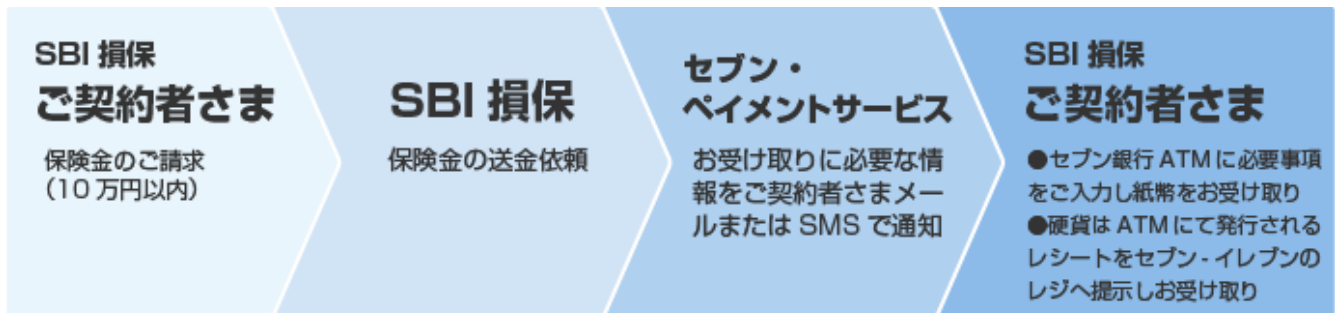 SBI 損保
ご契約者さま
保険金のご請求
（10 万円以内）
SBI 損保
保険金の送金依頼
セブン・
ペイメントサービス
お受け取りに必要な情
報をご契約者さまメー
ルまたは SMS で通知
SBI 損保
ご契約者さま
●セブン銀行 ATM に必要事項
をご入力し紙幣をお受け取り
●硬貨は ATM にて発行される
レシートをセブン - イレブンの
レジへ提示しお受け取り